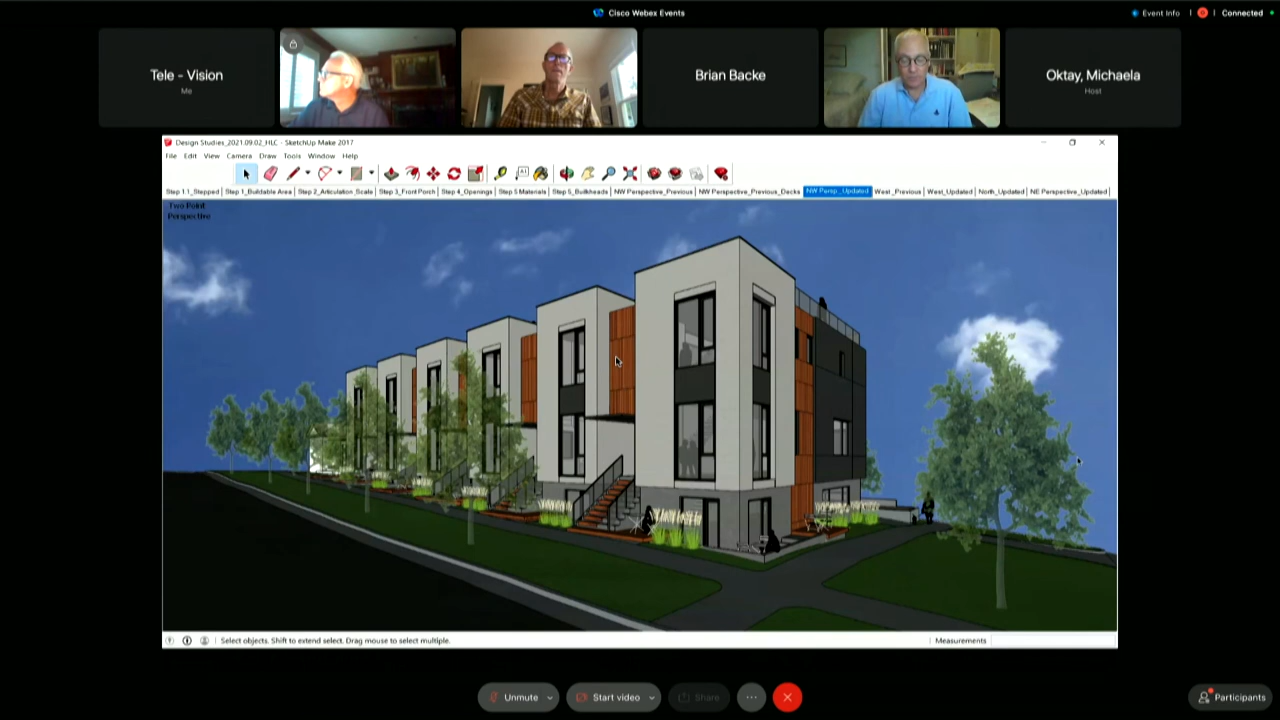 Cisco Webex Events
Event Info
Connected
Tele - Vision
Me
Brian Backe
Oktay, Michaela
Host
Design Studies_2021.09.02_HLC - SketchUp Make 2017
File Edit View Camera Draw Tools Window Help
Step 1.1_Stepped Step 1_Buildable Area Step 2_Articulation_Scale Step 3_Front Porch Step 4_Openings Step 5 Materials Step 5_Bulkheads NW Perspective_Previous NW Perspective_Previous_Decks NW Persp_Updated West_Previous West_Updated North_Updated NE Perspective_Updated
Two Point
Perspective
Select objects. Shift to extend select. Drag mouse to select multiple.
Measurements
Unmute
Start video
Share
Participants